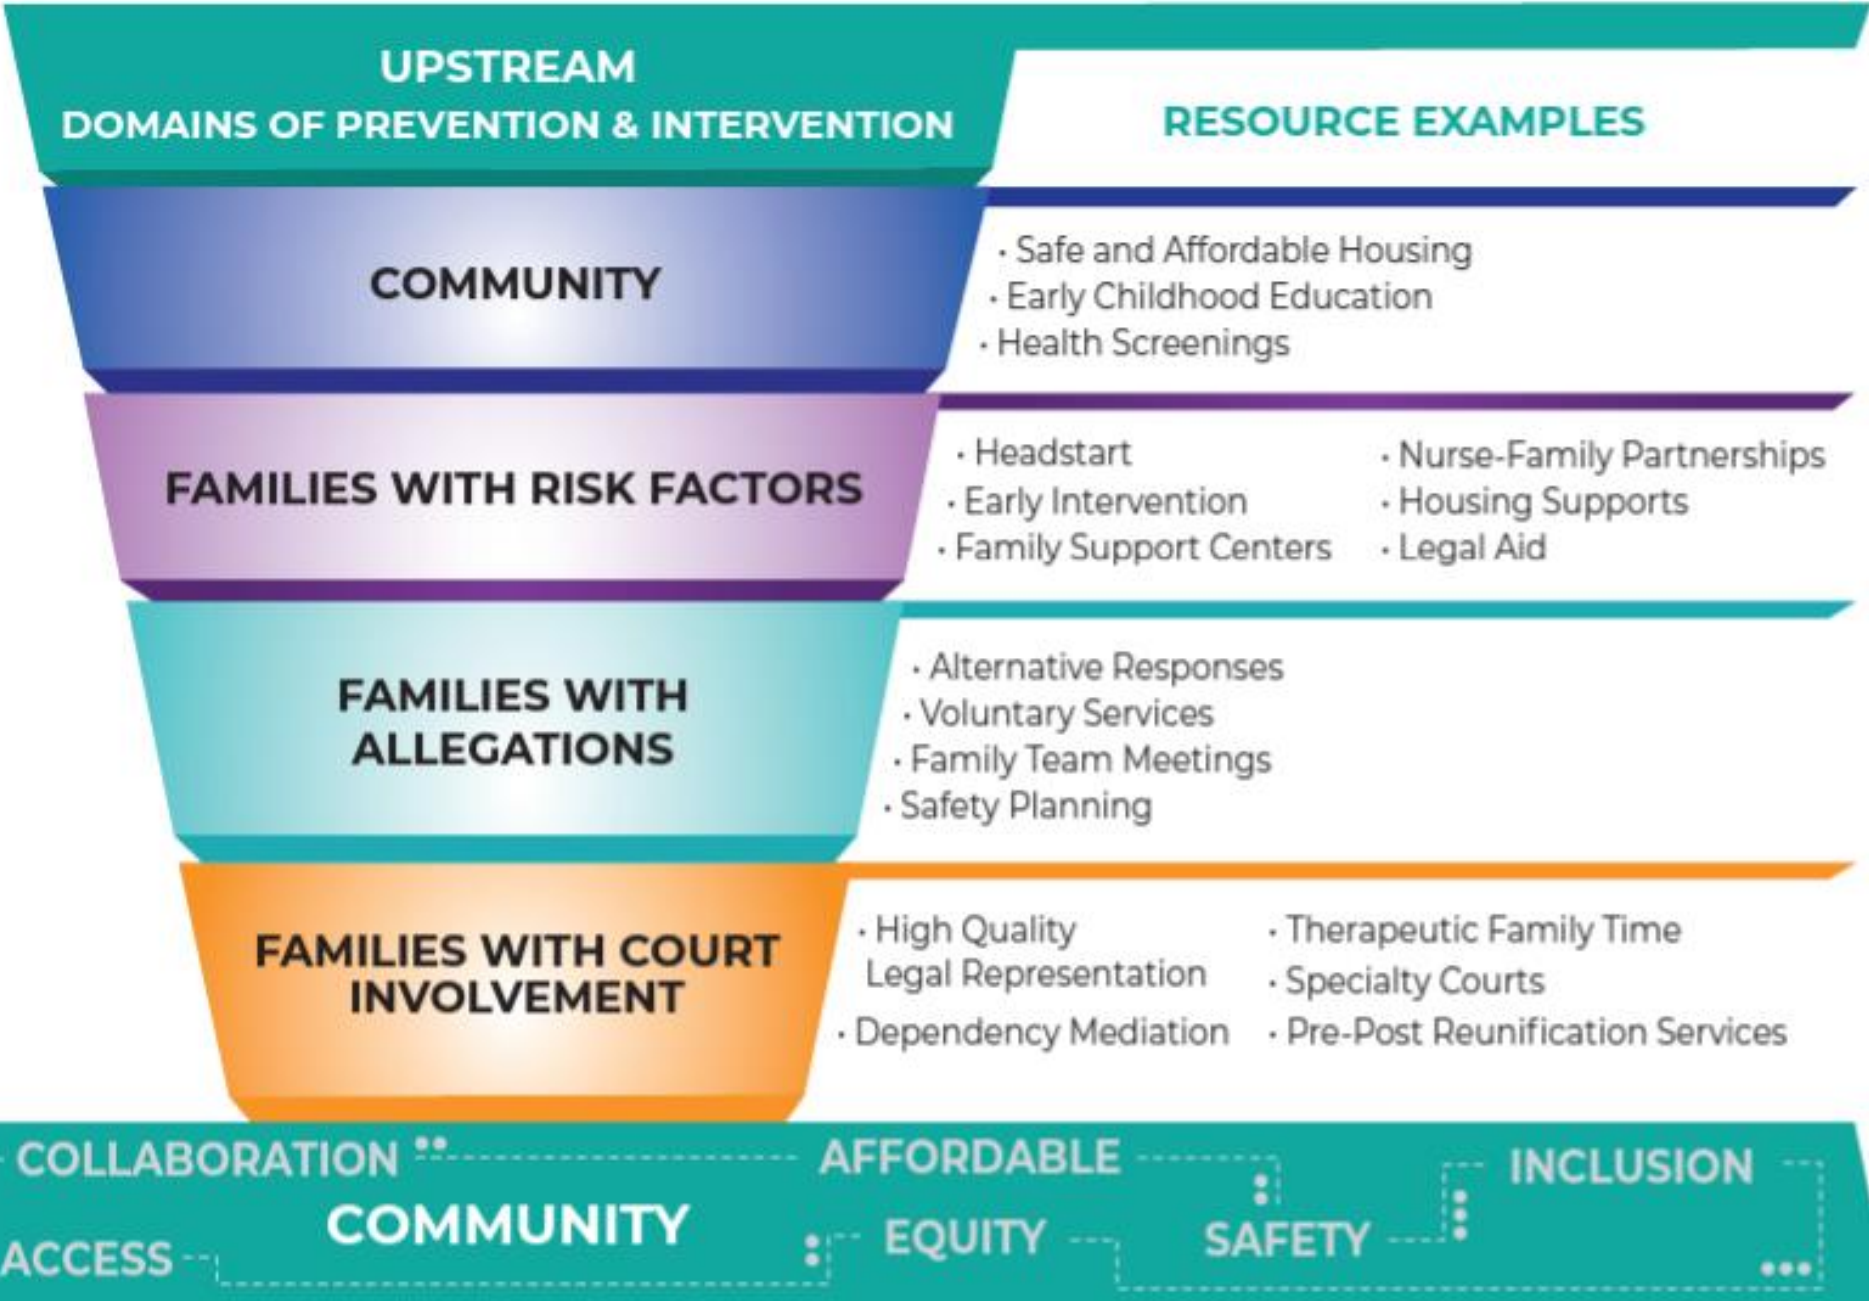 UPSTREAM
DOMAINS OF PREVENTION & INTERVENTION
RESOURCE EXAMPLES
COMMUNITY
· Safe and Affordable Housing
· Early Childhood Education
· Health Screenings
FAMILIES WITH RISK FACTORS
· Headstart
· Early Intervention
· Family Support Centers
· Nurse-Family Partnerships
· Housing Supports
· Legal Aid
FAMILIES WITH
ALLEGATIONS
· Alternative Responses
· Voluntary Services
· Family Team Meetings
· Safety Planning
FAMILIES WITH COURT
INVOLVEMENT
· High Quality
Legal Representation
· Dependency Mediation
· Therapeutic Family Time
· Specialty Courts
· Pre-Post Reunification Services
COLLABORATION
AFFORDABLE
INCLUSION
COMMUNITY
EQUITY
SAFETY
ACCESS